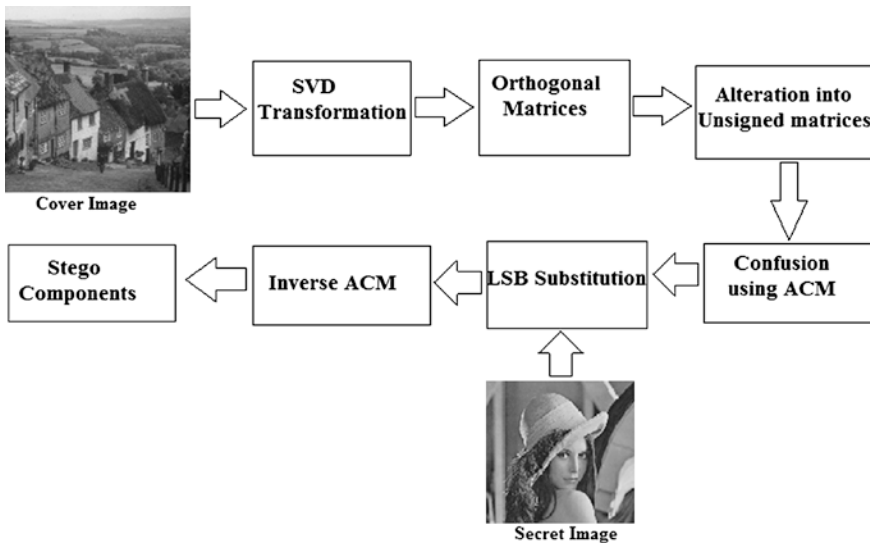 SVD
Transformation
Orthogonal
Matrices
Alteration into
Unsigned matrices
Cover Image
Stego
Components
Inverse ACM
LSB Substitution
Confusion
using ACM
Secret Image